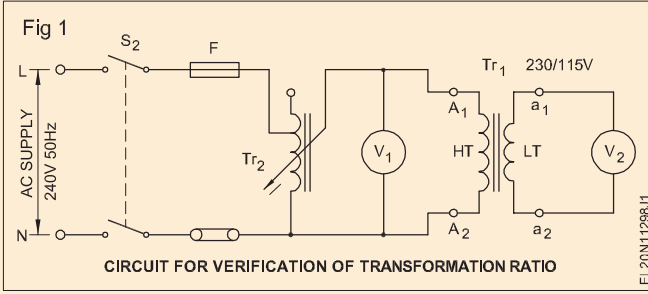 Fig 1
S2
F
L
Tr1 230/115V
A1
a1
AC SUPPLY
240V 50Hz
Tr2
V1
HT
LT
V2
N
A2
a2
CIRCUIT FOR VERIFICATION OF TRANSFORMATION RATIO
EL20N11298J1